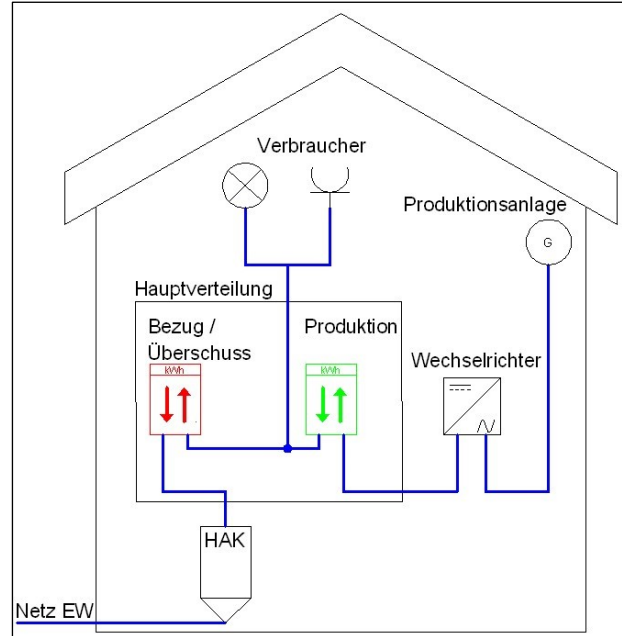 Verbraucher
Produktionsanlage
G
Hauptverteilung
Bezug /
Überschuss
Produktion
kWh
kWh
Wechselrichter
HAK
Netz EW